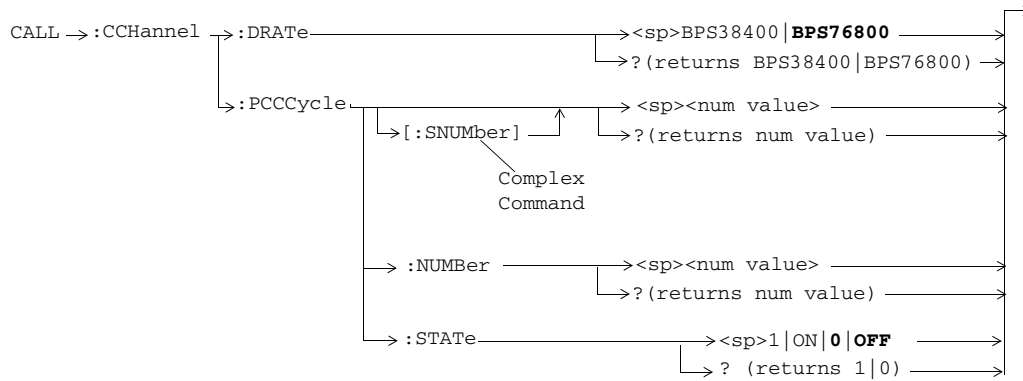 CALL :CCHannel :DRATe <sp>BPS38400|BPS76800
?(returns BPS38400|BPS76800)
:PCCCycle <sp><num value>
[:SNUMber] ?(returns num value)
Complex
Command
:NUMBer <sp><num value>
?(returns num value)
:STATe <sp>1|ON|0|OFF
? (returns 1|0)